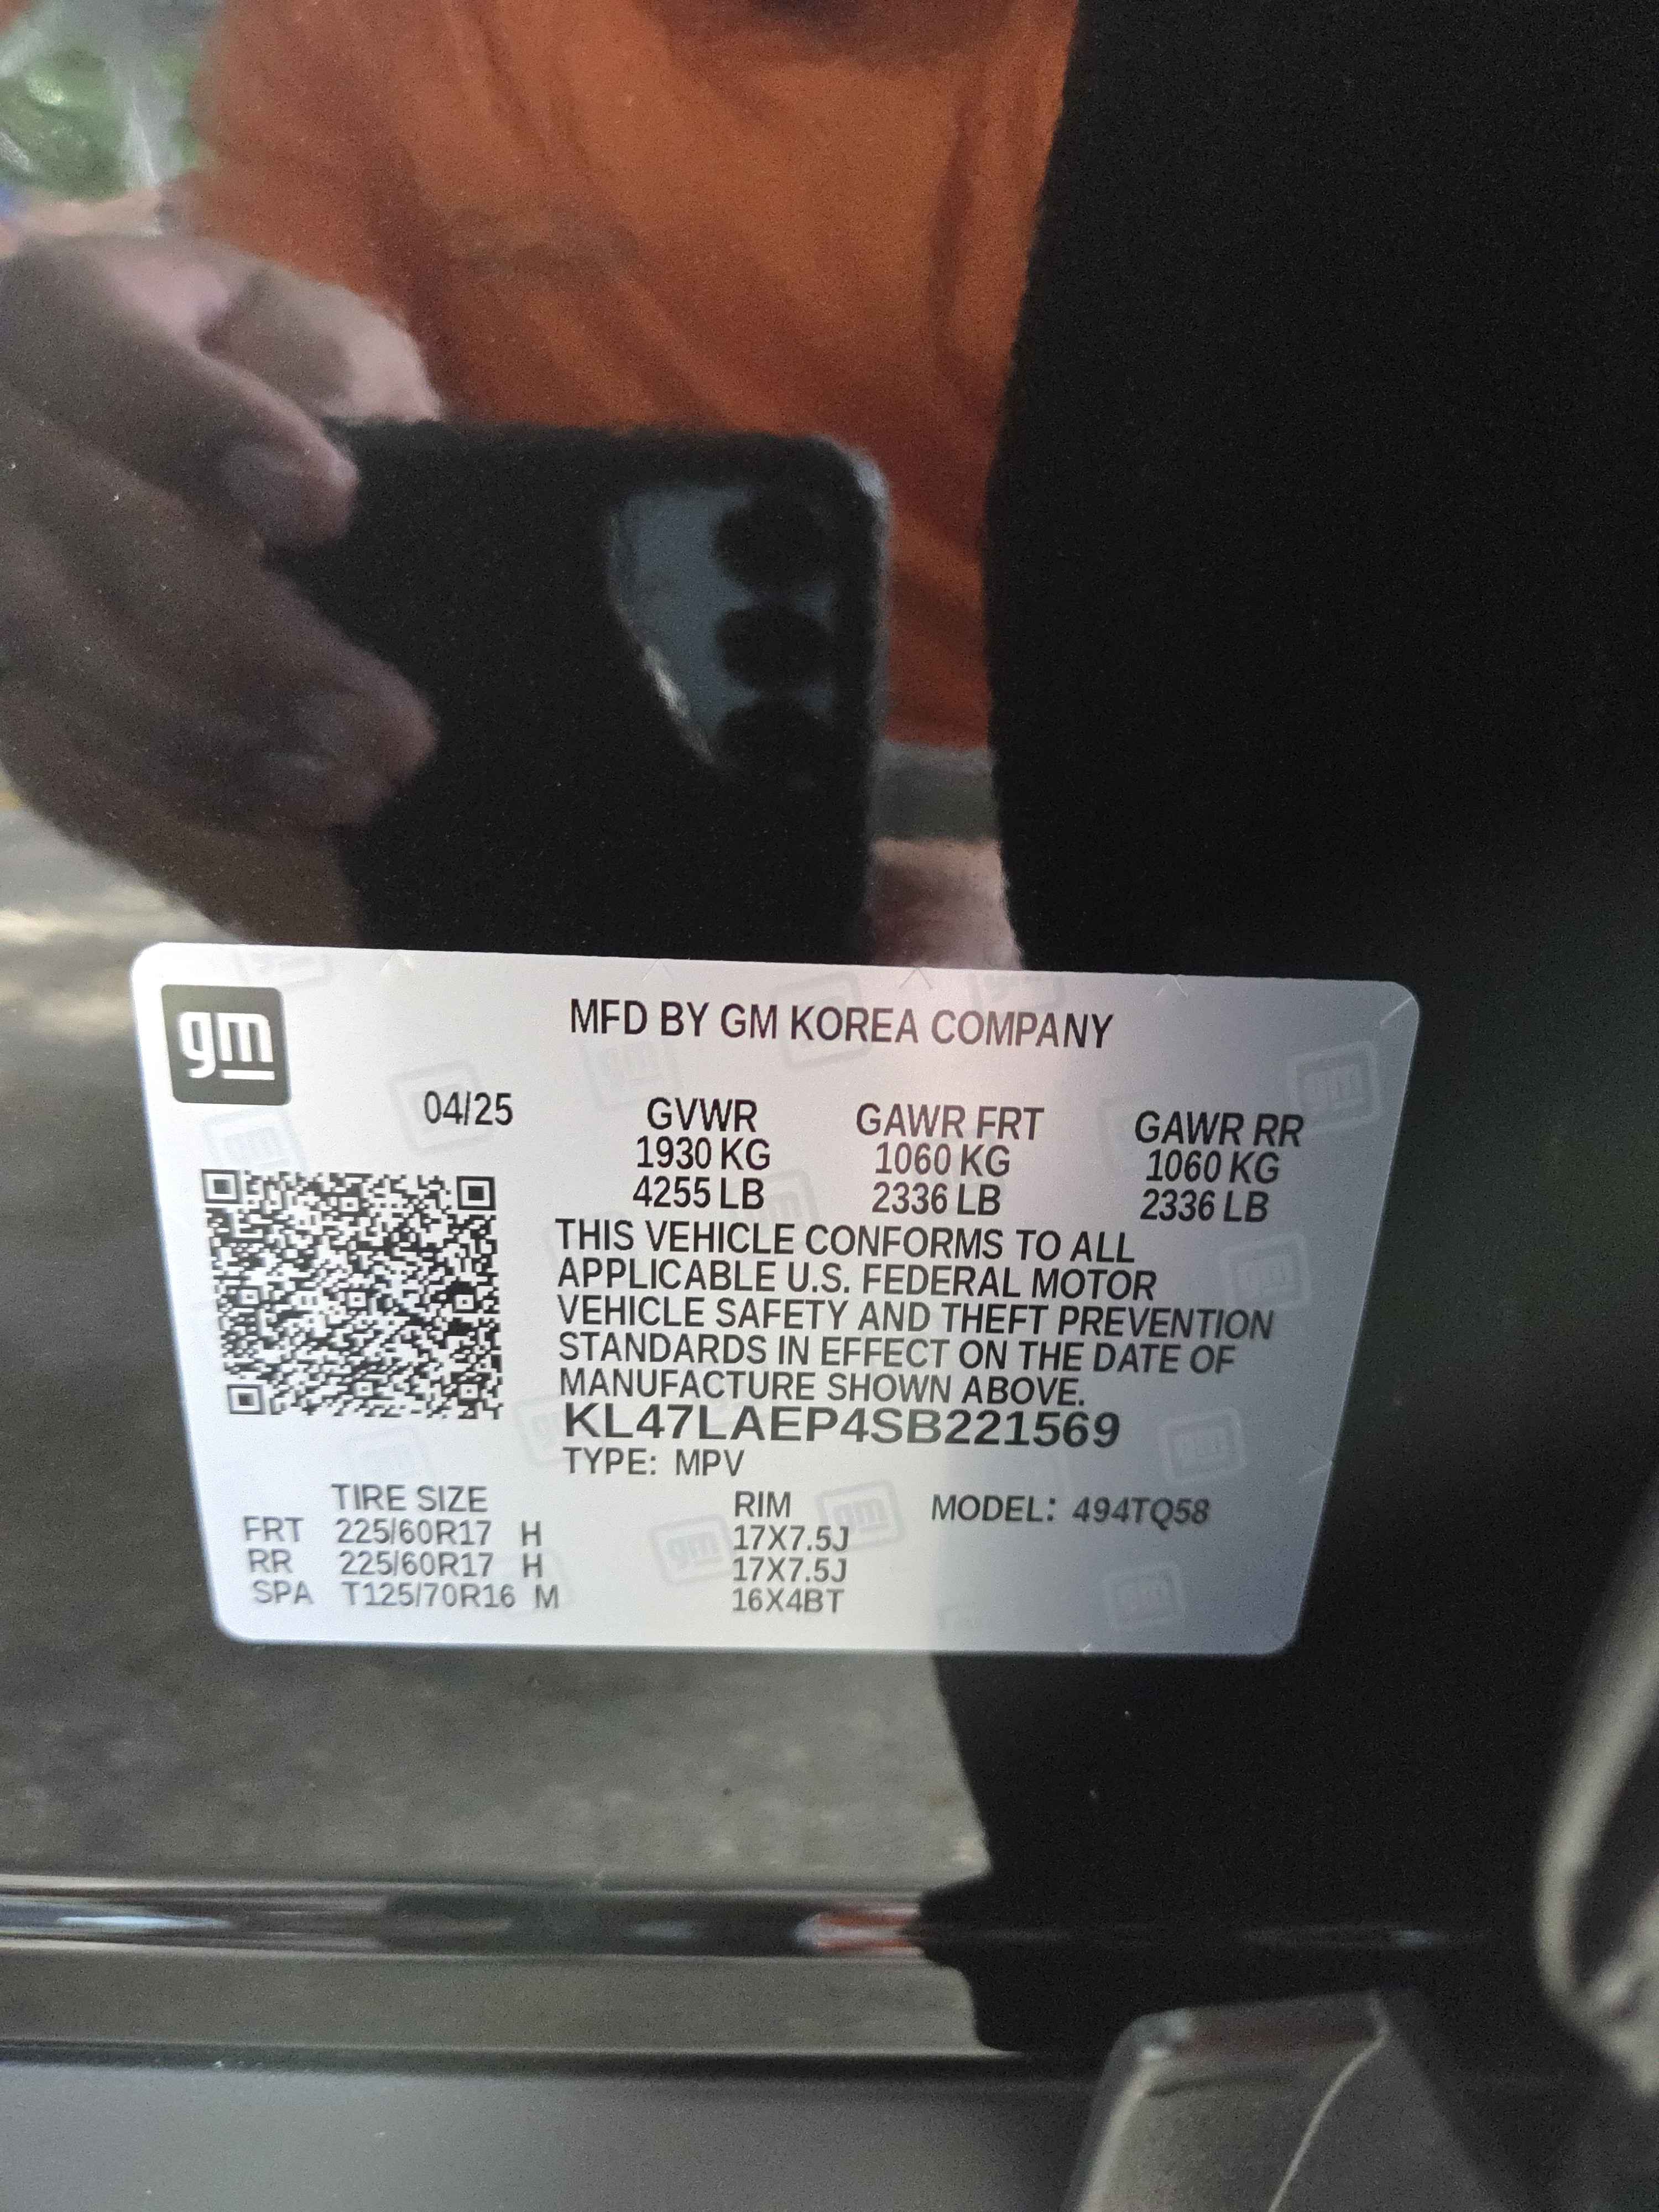 gm
MFD BY GM KOREA COMPANY
04/25 GVWR GAWR FRT GAWR RR
1930 KG 1060 KG 1060 KG
4255 LB 2336 LB 2336 LB
THIS VEHICLE CONFORMS TO ALL
APPLICABLE U.S. FEDERAL MOTOR
VEHICLE SAFETY AND THEFT PREVENTION
STANDARDS IN EFFECT ON THE DATE OF
MANUFACTURE SHOWN ABOVE.
KL47LAEP4SB221569
TYPE: MPV
TIRE SIZE RIM MODEL: 494TQ58
FRT 225/60R17 H 17X7.5J
RR 225/60R17 H 17X7.5J
SPA T125/70R16 M 16X4BT